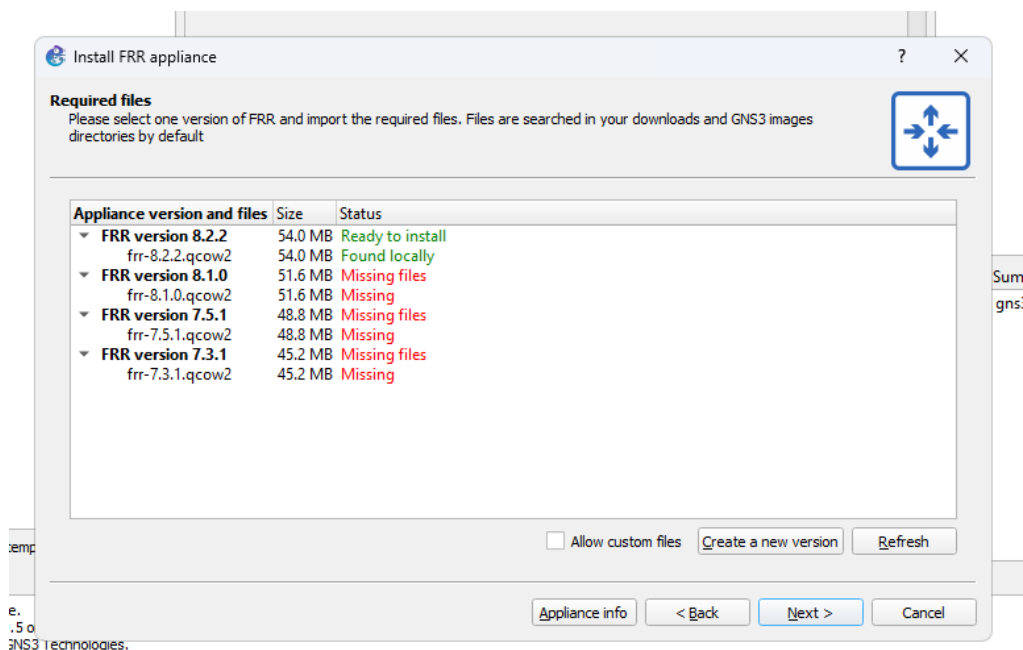 Install FRR appliance
?
Required files
Please select one version of FRR and import the required files. Files are searched in your downloads and GNS3 images
directories by default
Appliance version and files Size Status
FRR version 8.2.2 54.0 MB Ready to install
frr-8.2.2.qcow2 54.0 MB Found locally
FRR version 8.1.0 51.6 MB Missing files
frr-8.1.0.qcow2 51.6 MB Missing
FRR version 7.5.1 48.8 MB Missing files
frr-7.5.1.qcow2 48.8 MB Missing
FRR version 7.3.1 45.2 MB Missing files
frr-7.3.1.qcow2 45.2 MB Missing
Sum
gns3
Allow custom files Create a new version Refresh
Appliance info < Back Next > Cancel
temp
e.
.5 o
GNS3 Technologies.